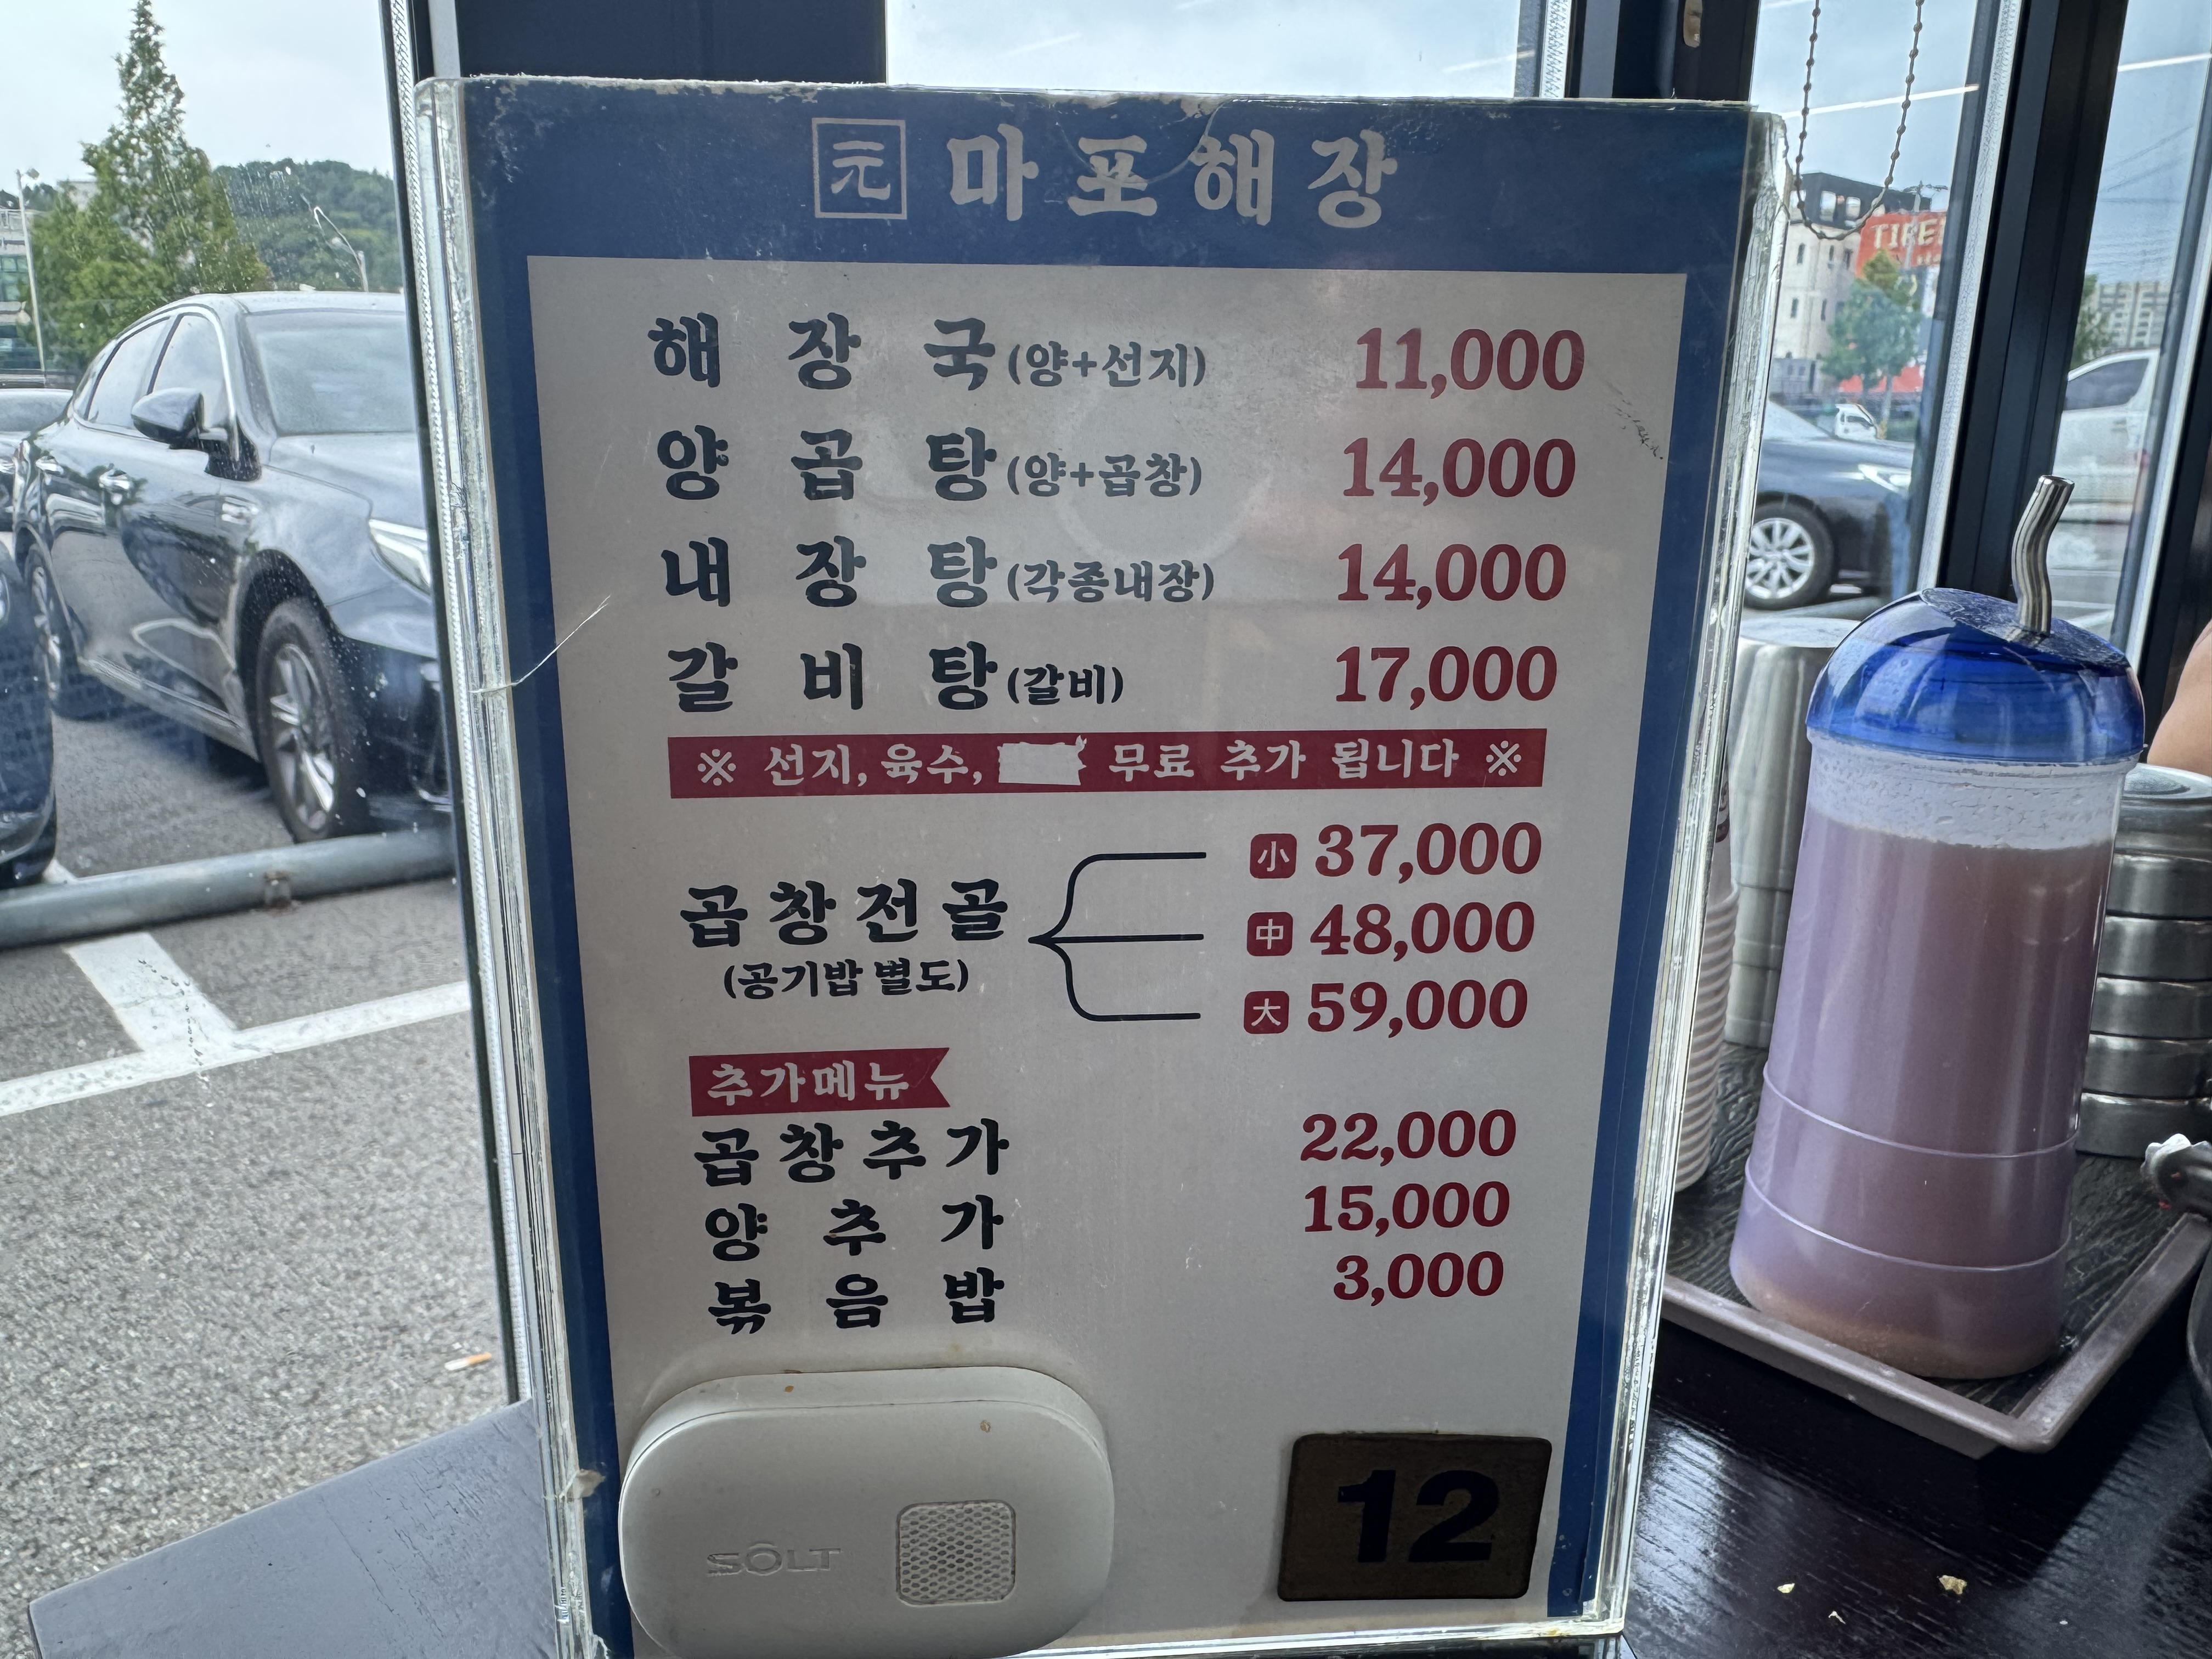 元 마포해장
해장국(양+선지) 11,000
양곱탕(양+곱창) 14,000
내장탕(각종내장) 14,000
갈비탕(갈비) 17,000
※ 선지, 육수, 무료 추가 됩니다 ※
곱창전골
(공기밥 별도)
小 37,000
中 48,000
大 59,000
추가메뉴
곱창추가 22,000
양추가 15,000
볶음밥 3,000
SOLT
12